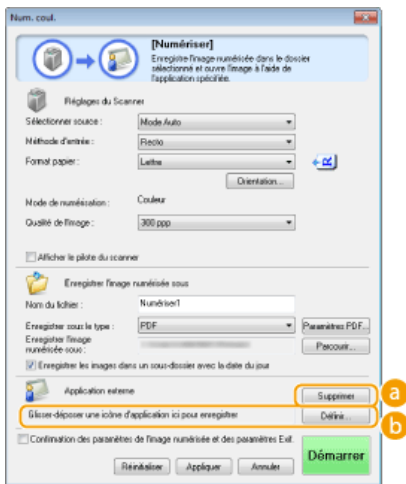 Num. coul.
[Numériser]
Enregistre l'image numérisée dans le dossier
sélectionné et ouvre l'image à l'aide de
l'application spécifiée.
Réglages du Scanner
Sélectionner source : Mode Auto
Méthode d'entrée : Recto
Format papier : Lettre
Orientation...
Mode de numérisation : Couleur
Qualité de l'image : 300 ppp
Afficher le pilote du scanner
Enregistrer l'image numérisée sous
Nom du fichier : Numériser1
Enregistrer sous le type : PDF Paramètres PDF...
Enregistrer l'image
numérisée sous : Parcourir...
Enregistrer les images dans un sous-dossier avec la date du jour
Application externe Supprimer a
Glisser-déposer une icône d'application ici pour enregistrer Définir... b
Confirmation des paramètres de l'image numérisée et des paramètres Exif.
Démarrer
Réinitialiser Appliquer Annuler